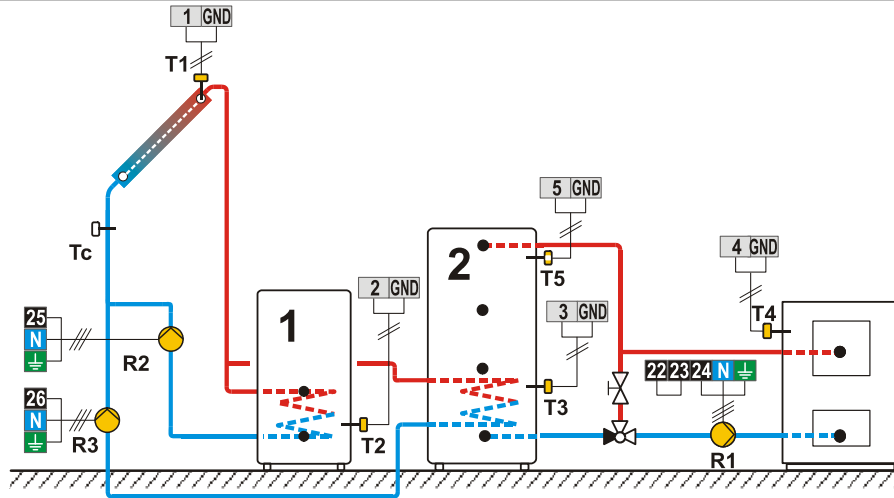 1 GND
T1
5 GND
2
T5
4 GND
Tc
2 GND
3 GND
T4
1
25
N
R2
22 23 24 N
T3
26
N
R3
T2
R1